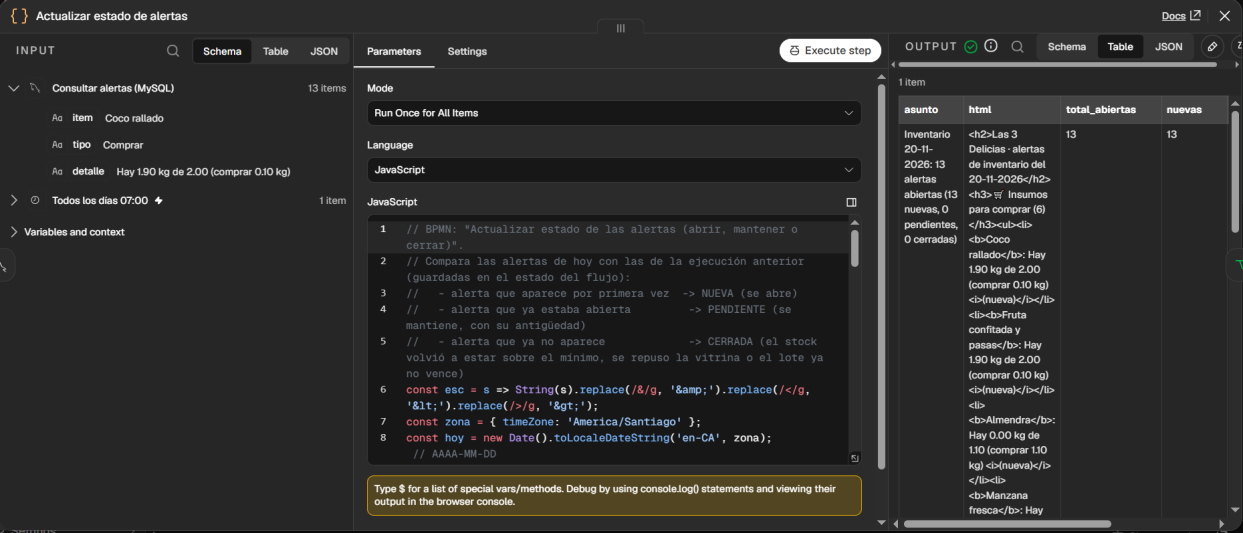 { } Actualizar estado de alertas
Docs
INPUT
Schema
Table
JSON
Consultar alertas (MySQL)
13 items
Aα item Coco rallado
Aα tipo Comprar
Aα detalle Hay 1.90 kg de 2.00 (comprar 0.10 kg)
Todos los días 07:00
1 item
Variables and context
Parameters
Settings
Execute step
Mode
Run Once for All Items
Language
JavaScript
JavaScript
1 // BPMN: "Actualizar estado de las alertas (abrir, mantener o
cerrar)".
2 // Compara las alertas de hoy con las de la ejecución anterior
(guardadas en el estado del flujo):
3 // - alerta que aparece por primera vez -> NUEVA (se abre)
4 // - alerta que ya estaba abierta -> PENDIENTE (se
mantiene, con su antigüedad)
5 // - alerta que ya no aparece -> CERRADA (el stock
volvió a estar sobre el mínimo, se repuso la vitrina o el lote ya
no vence)
6 const esc = s => String(s).replace(/&/g, '&amp;').replace(/</g,
'&lt;').replace(/>/g, '&gt;');
7 const zona = { timeZone: 'America/Santiago' };
8 const hoy = new Date().toLocaleDateString('en-CA', zona);
// AAAA-MM-DD
Type $ for a list of special vars/methods. Debug by using console.log() statements and viewing their
output in the browser console.
OUTPUT
Schema
Table
JSON
1 item
asunto
html
total_abiertas
nuevas
Inventario
20-11-
2026: 13
alertas
abiertas (13
nuevas, 0
pendientes,
0 cerradas)
<h2>Las 3
Delicias · alertas
de inventario del
20-11-2026</h2>
<h3>🛒 Insumos
para comprar (6)
</h3><ul><li>
<b>Coco
rallado</b>: Hay
1.90 kg de 2.00
(comprar 0.10 kg)
<i>(nueva)</i></li>
<li><b>Fruta
confitada y
pasas</b>: Hay
1.90 kg de 2.00
(comprar 0.10 kg)
<i>(nueva)</i></li>
<li>
<b>Almendra</b>:
Hay 0.00 kg de
1.10 (comprar 1.10
kg) <i>(nueva)</i>
</li><li>
<b>Manzana
fresca</b>: Hay
13
13